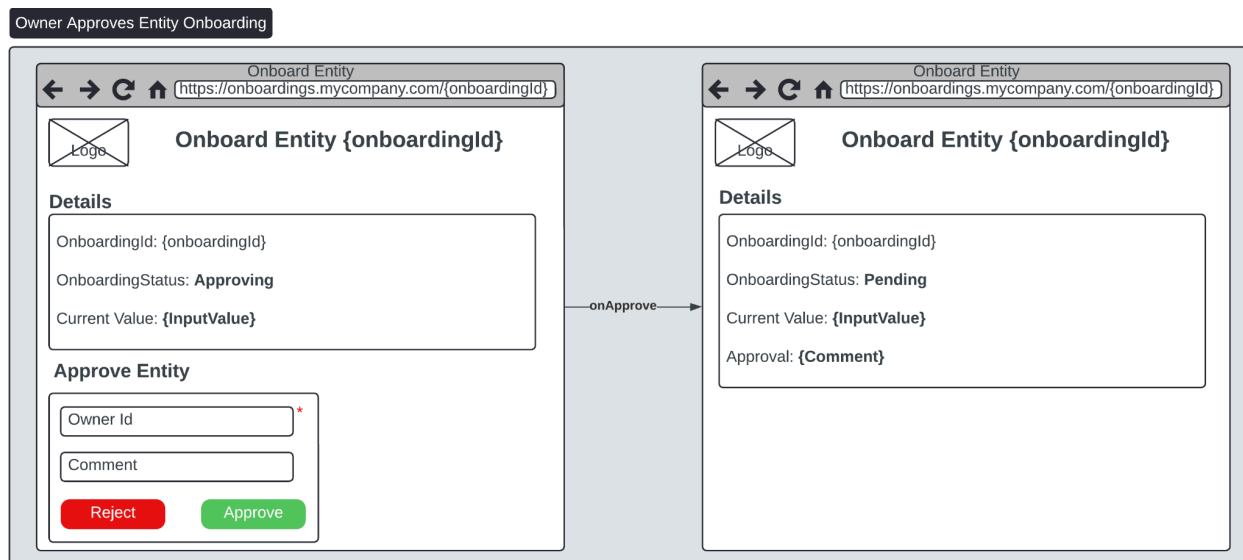 Owner Approves Entity Onboarding
Onboard Entity
https://onboardings.mycompany.com/{onboardingId}
Logo
Onboard Entity {onboardingId}
Details
OnboardingId: {onboardingId}
OnboardingStatus: Approving
Current Value: {InputValue}
Approve Entity
Owner Id
*
Comment
Reject
Approve
onApprove
Onboard Entity
https://onboardings.mycompany.com/{onboardingId}
Logo
Onboard Entity {onboardingId}
Details
OnboardingId: {onboardingId}
OnboardingStatus: Pending
Current Value: {InputValue}
Approval: {Comment}